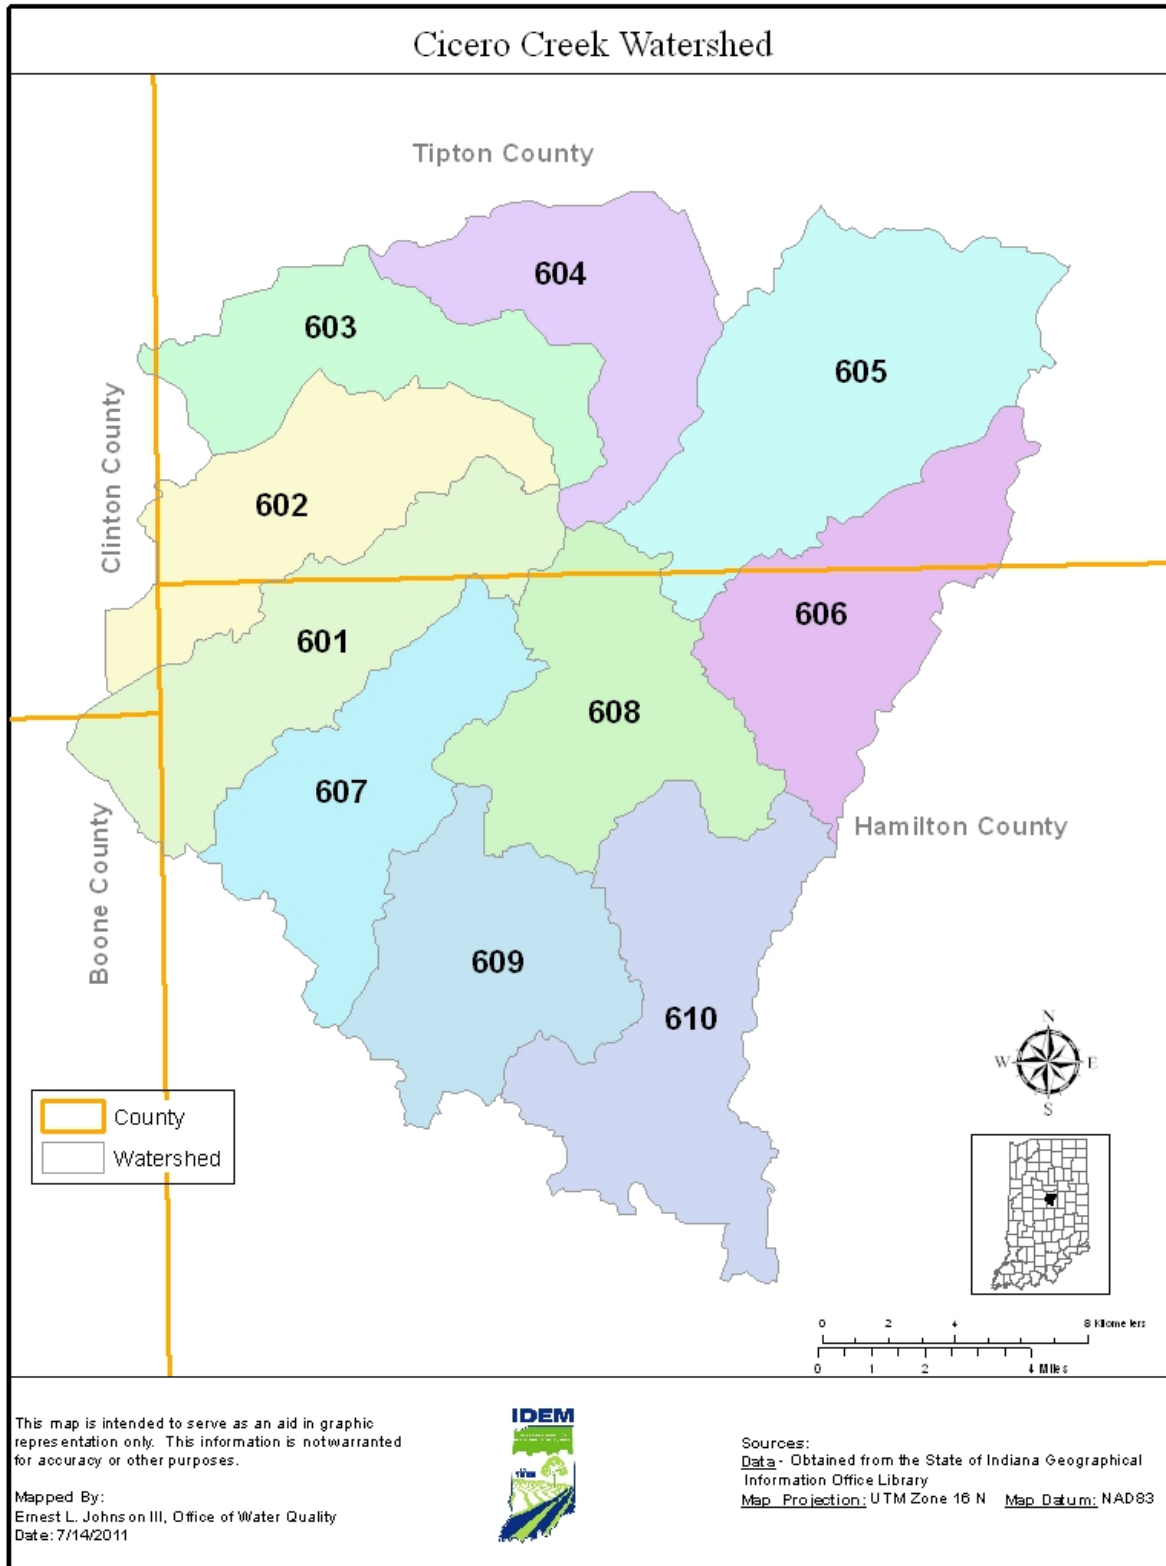 Cicero Creek Watershed
Tipton County
604
603
605
Clinton County
602
606
601
608
607
Hamilton County
Boone County
609
610
N
W E
S
County
Watershed
0 2 4 8 Kilometers
0 1 2 4 Miles
This map is intended to serve as an aid in graphic
representation only. This information is not warranted
for accuracy or other purposes.
Mapped By:
Ernest L. Johnson III, Office of Water Quality
Date: 7/14/2011
IDEM
Sources:
Data - Obtained from the State of Indiana Geographical
Information Office Library
Map Projection: UTM Zone 16 N Map Datum: NAD83